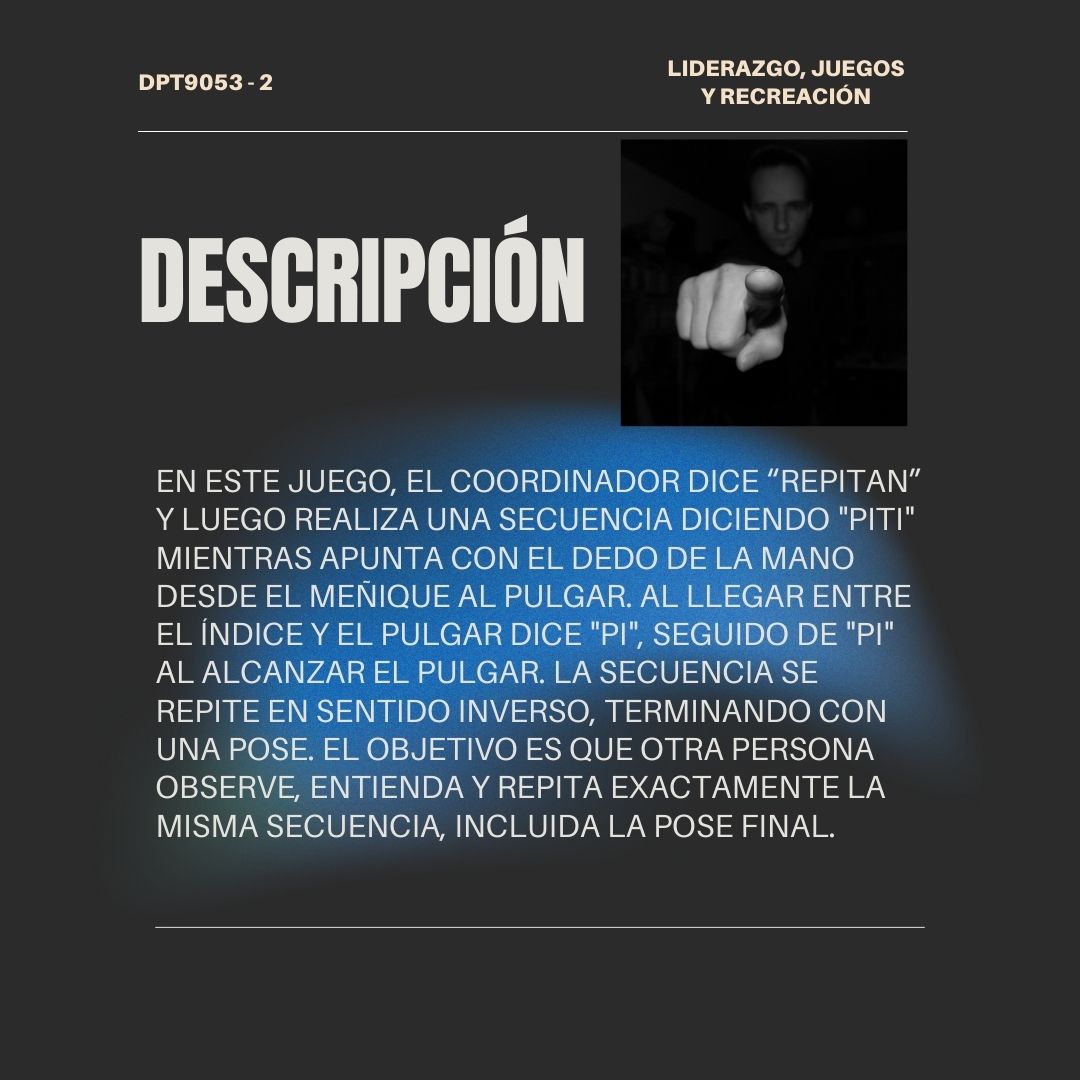 DPT9053 - 2
LIDERAZGO, JUEGOS
Y RECREACIÓN
DESCRIPCIÓN
EN ESTE JUEGO, EL COORDINADOR DICE “REPITAN”
Y LUEGO REALIZA UNA SECUENCIA DICIENDO "PITI"
MIENTRAS APUNTA CON EL DEDO DE LA MANO
DESDE EL MEÑIQUE AL PULGAR. AL LLEGAR ENTRE
EL ÍNDICE Y EL PULGAR DICE "PI", SEGUIDO DE "PI"
AL ALCANZAR EL PULGAR. LA SECUENCIA SE
REPITE EN SENTIDO INVERSO, TERMINANDO CON
UNA POSE. EL OBJETIVO ES QUE OTRA PERSONA
OBSERVE, ENTIENDA Y REPITA EXACTAMENTE LA
MISMA SECUENCIA, INCLUIDA LA POSE FINAL.